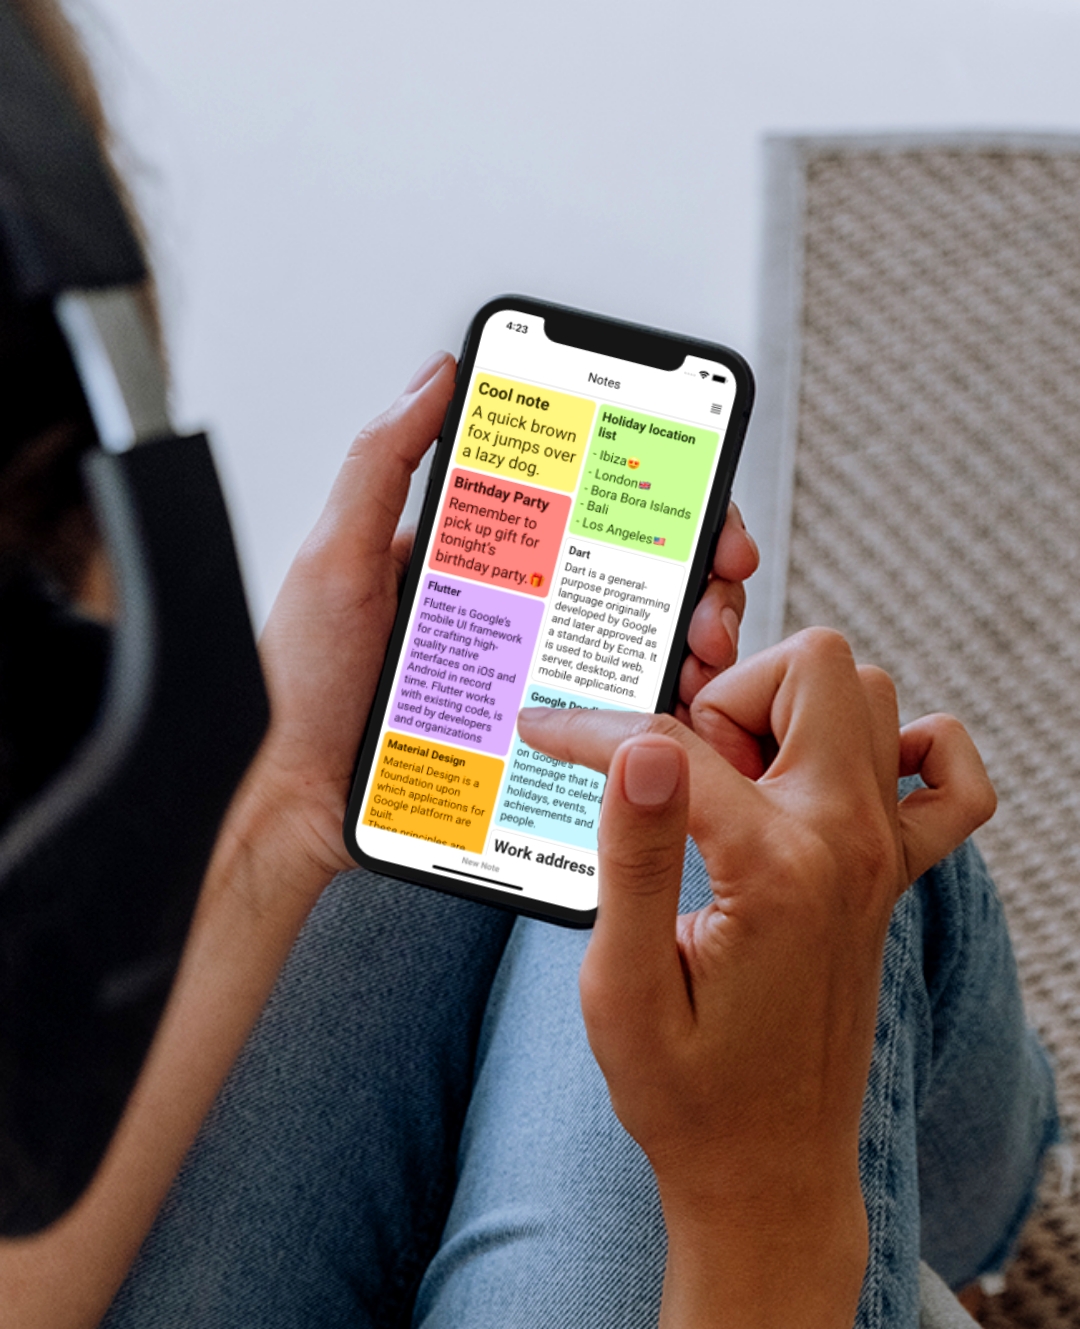 4:23
Notes
Cool note
A quick brown
fox jumps over
a lazy dog.
Birthday Party
Remember to
pick up gift for
tonight's
birthday party.🎁
Flutter
Flutter is Google's
mobile UI framework
for crafting high-
quality native
interfaces on iOS and
Android in record
time. Flutter works
with existing code, is
used by developers
and organizations
Material Design
Material Design is a
foundation upon
which applications for
Google platform are
built.
These principles are
Holiday location
list
- Ibiza😍
- London🇬🇧
- Bora Bora Islands
- Bali
- Los Angeles🇺🇸
Dart
Dart is a general-
purpose programming
language originally
developed by Google
and later approved as
a standard by Ecma. It
is used to build web,
server, desktop, and
mobile applications.
Google
on Google's
homepage that is
intended to
holidays, events,
achievements and
people.
Work address
New Note